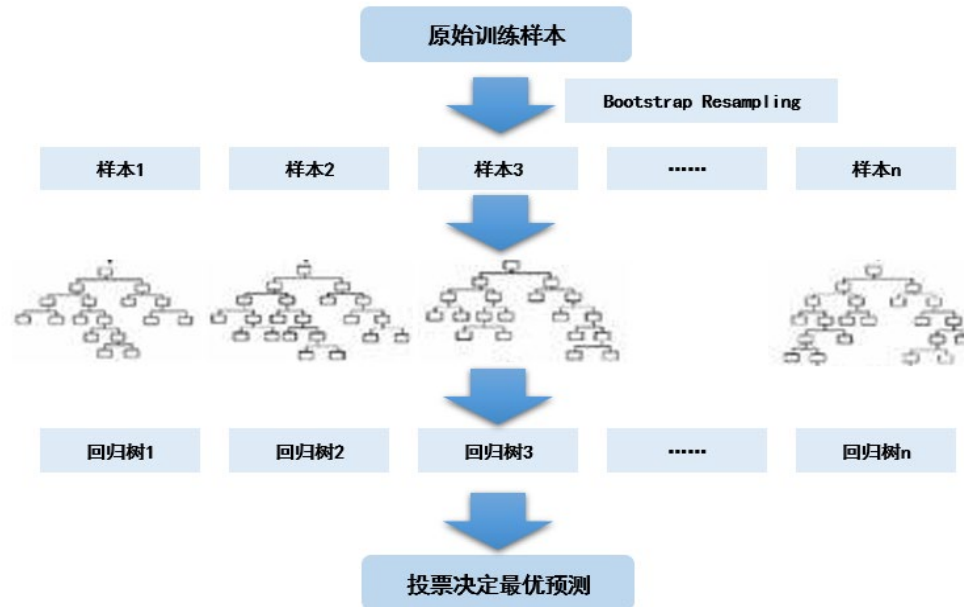 原始训练样本
Bootstrap Resampling
样本1
样本2
样本3
……
样本n
回归树1
回归树2
回归树3
……
回归树n
投票决定最优预测